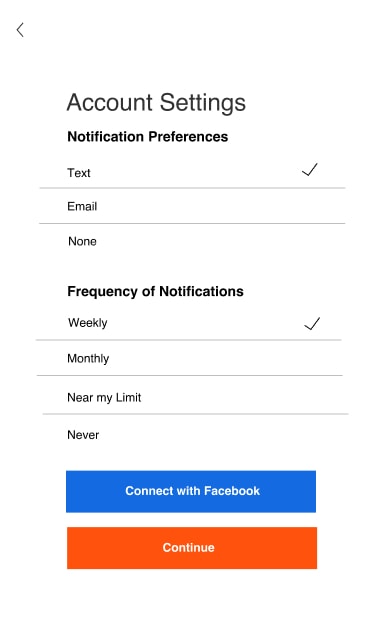 Account Settings
Notification Preferences
Text
Email
None
Frequency of Notifications
Weekly
Monthly
Near my Limit
Never
Connect with Facebook
Continue